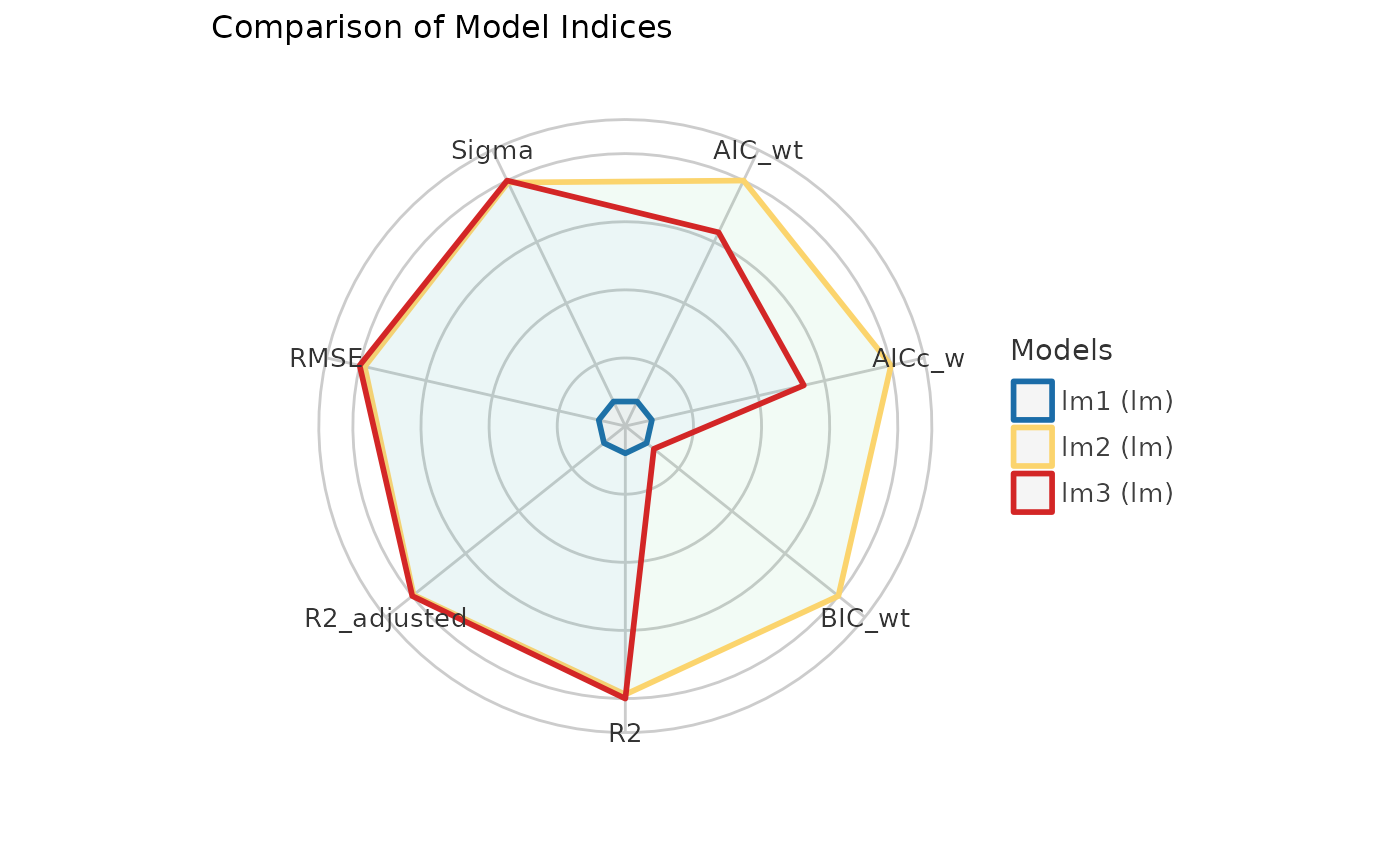 Comparison of Model Indices
Sigma
AIC_wt
RMSE
AICc_w
Models
lm1 (lm)
lm2 (lm)
lm3 (lm)
R2_adjusted
BIC_wt
R2